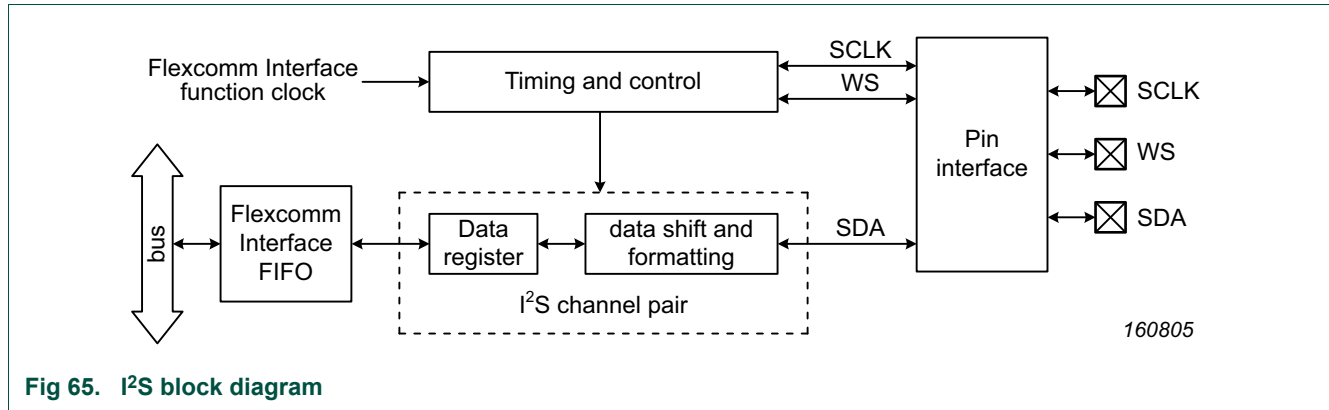 Flexcomm Interface
function clock
Timing and control
SCLK
WS
Pin
interface
SCLK
WS
SDA
bus
Flexcomm
Interface
FIFO
Data
register
data shift and
formatting
SDA
I²S channel pair
160805
Fig 65. I²S block diagram